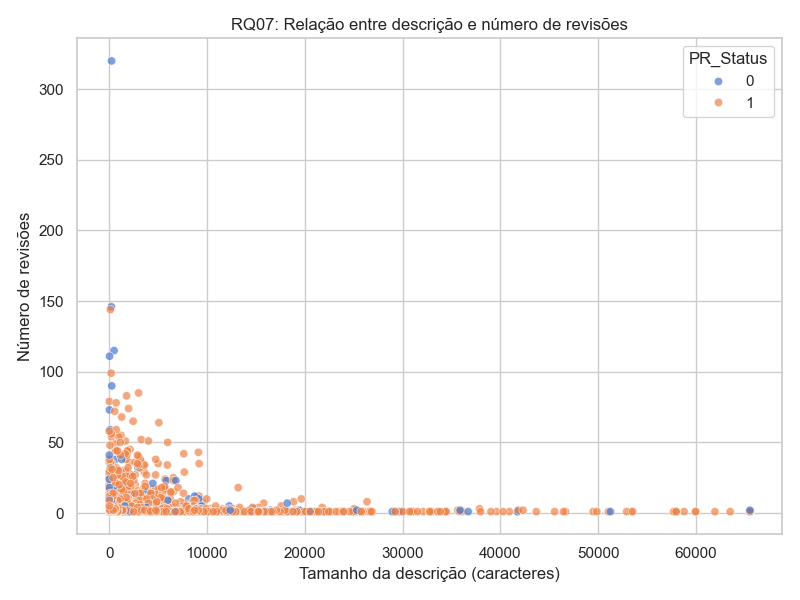 RQ07: Relação entre descrição e número de revisões
PR_Status
0
1
Número de revisões
300
250
200
150
100
50
0
0 10000 20000 30000 40000 50000 60000
Tamanho da descrição (caracteres)